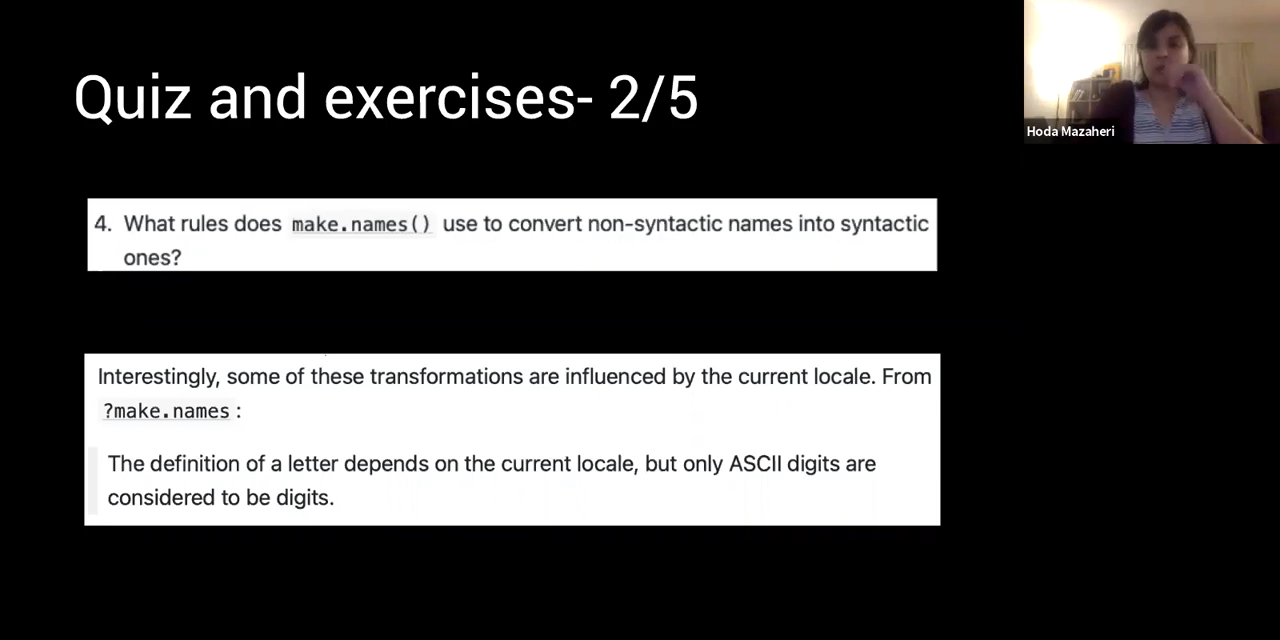 Quiz and exercises- 2/5
Hoda Mazaheri
4. What rules does make.names() use to convert non-syntactic names into syntactic
ones?
Interestingly, some of these transformations are influenced by the current locale. From
?make.names:
The definition of a letter depends on the current locale, but only ASCII digits are
considered to be digits.